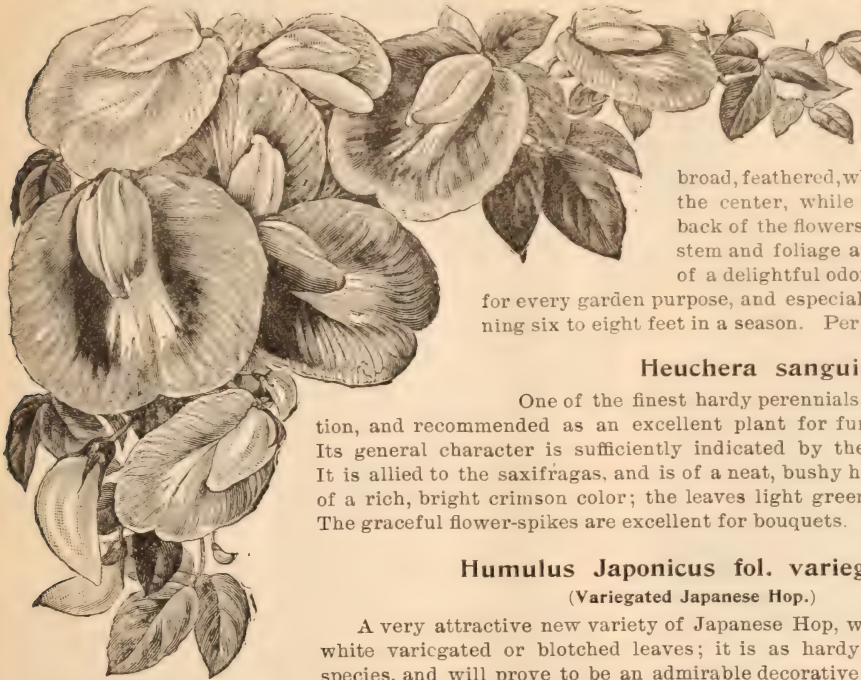 broad, feathered, w
the center, while
back of the flowers
stem and foliage a
of a delightful odo
for every garden purpose, and especial
ning six to eight feet in a season. Per
Heuchera sangui
One of the finest hardy perennials
tion, and recommended as an excellent plant for fur
Its general character is sufficiently indicated by the
It is allied to the saxifragas, and is of a neat, bushy h
of a rich, bright crimson color; the leaves light green
The graceful flower-spikes are excellent for bouquets.
Humulus Japonicus fol. varieg
(Variegated Japanese Hop.)
A very attractive new variety of Japanese Hop, w
white variegated or blotched leaves; it is as hardy
species, and will prove to be an admirable decorative